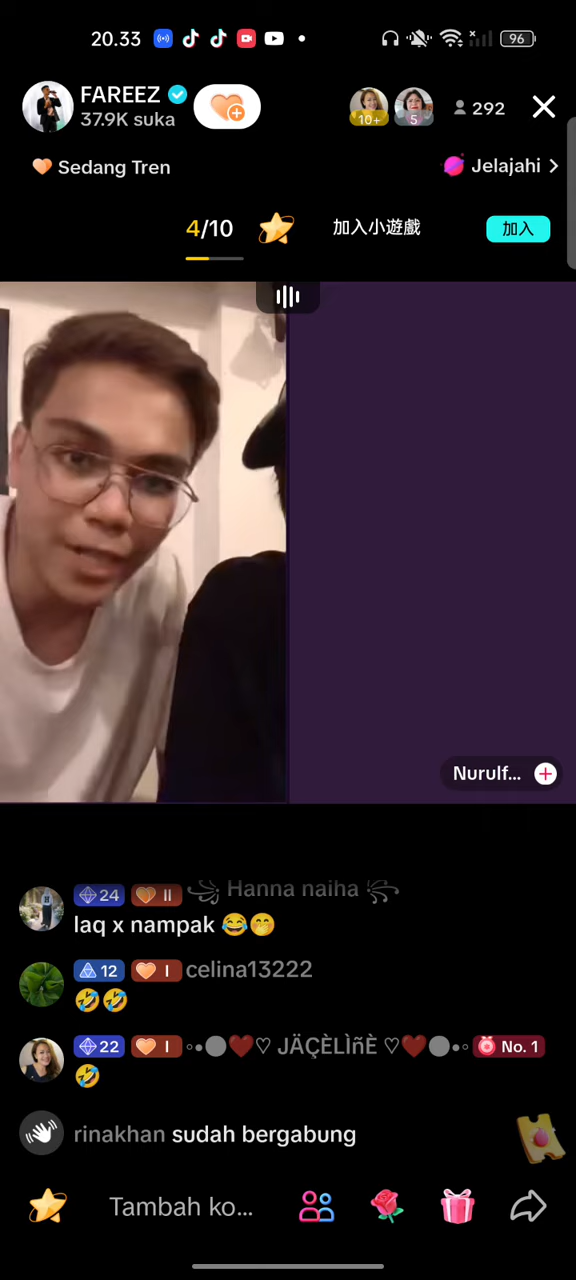 20.33
96
FAREEZ
37.9K suka
10+
5
292
Sedang Tren
Jelajahi
4/10
加入小遊戲
加入
Nurulf...
24 II Hanna naiha
laq x nampak 😂🤭
12 I celina13222
🤣🤣
22 I ◦•●❤♡ JÄÇÈLÌñÈ ♡❤●•◦ No. 1
🤣
rinakhan sudah bergabung
Tambah ko...